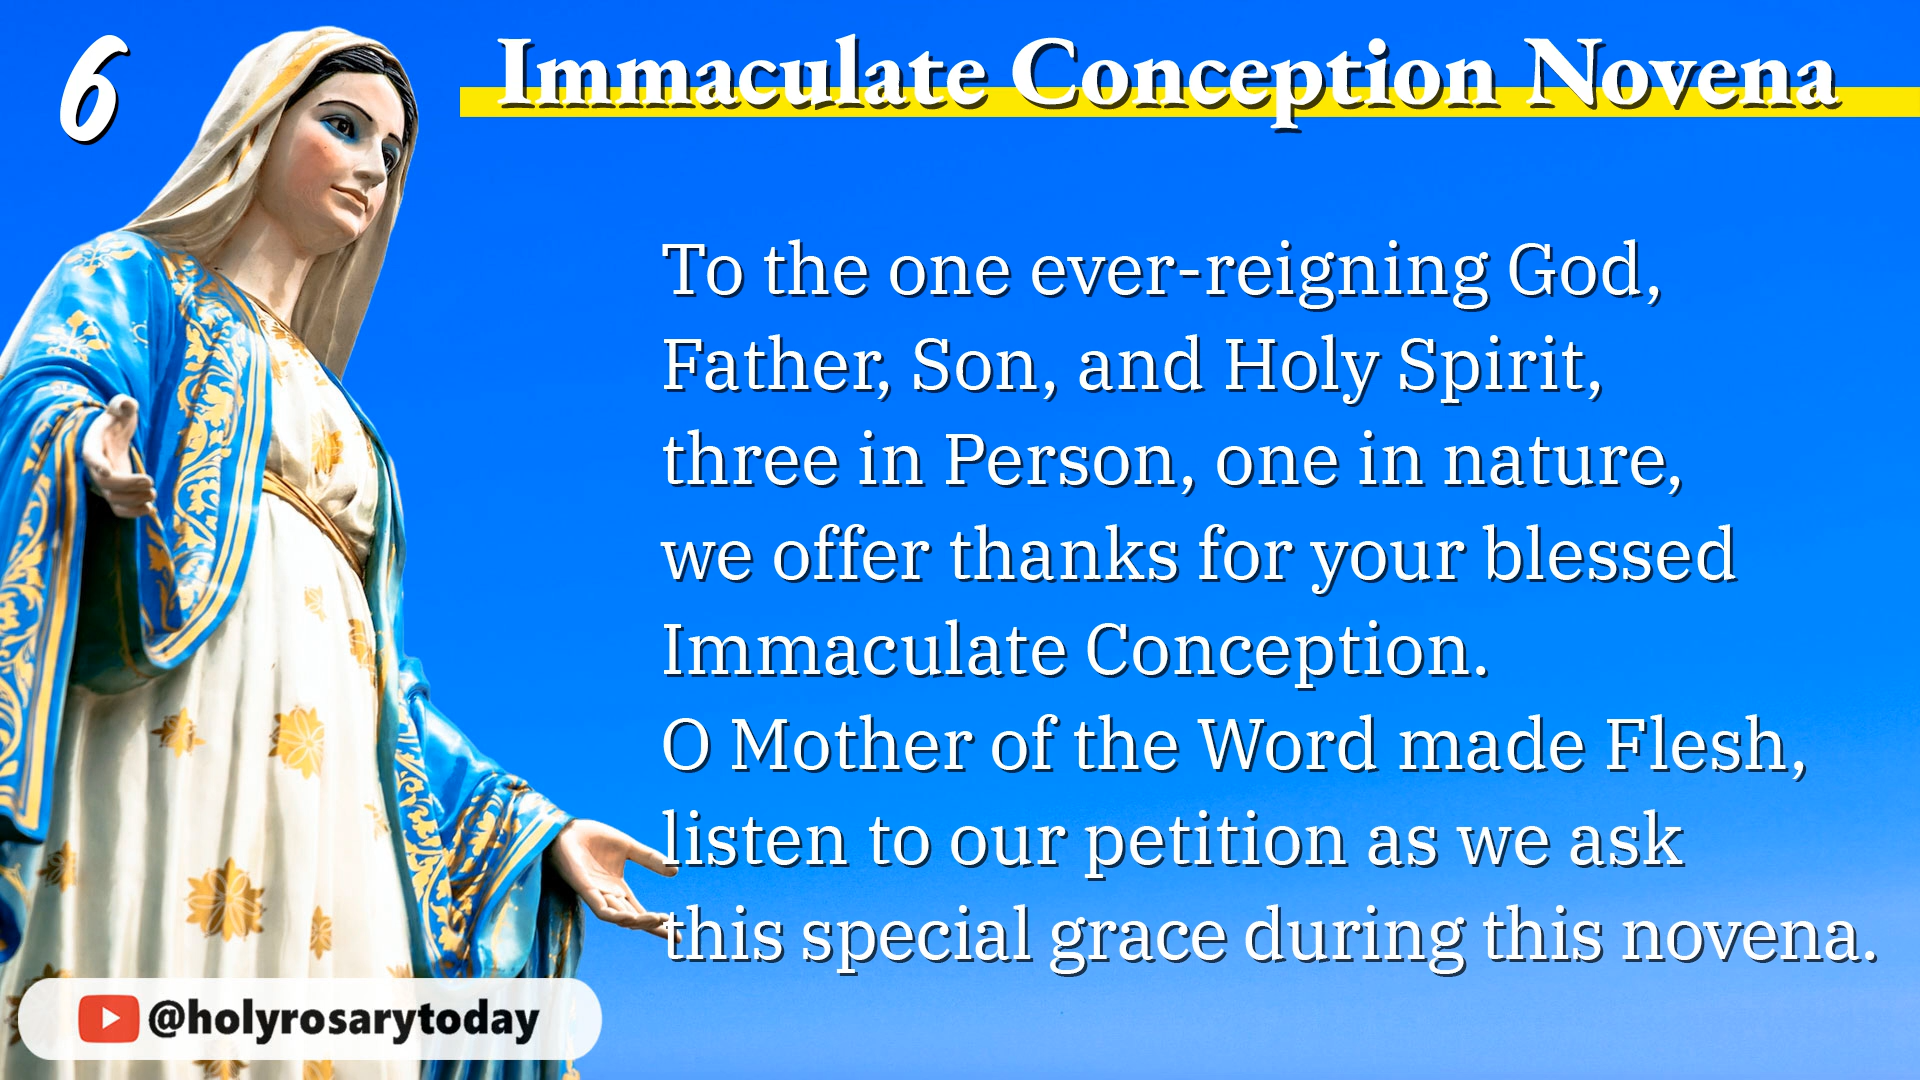 6
Immaculate Conception Novena
To the one ever-reigning God,
Father, Son, and Holy Spirit,
three in Person, one in nature,
we offer thanks for your blessed
Immaculate Conception.
O Mother of the Word made Flesh,
listen to our petition as we ask
this special grace during this novena.
@holyrosarytoday